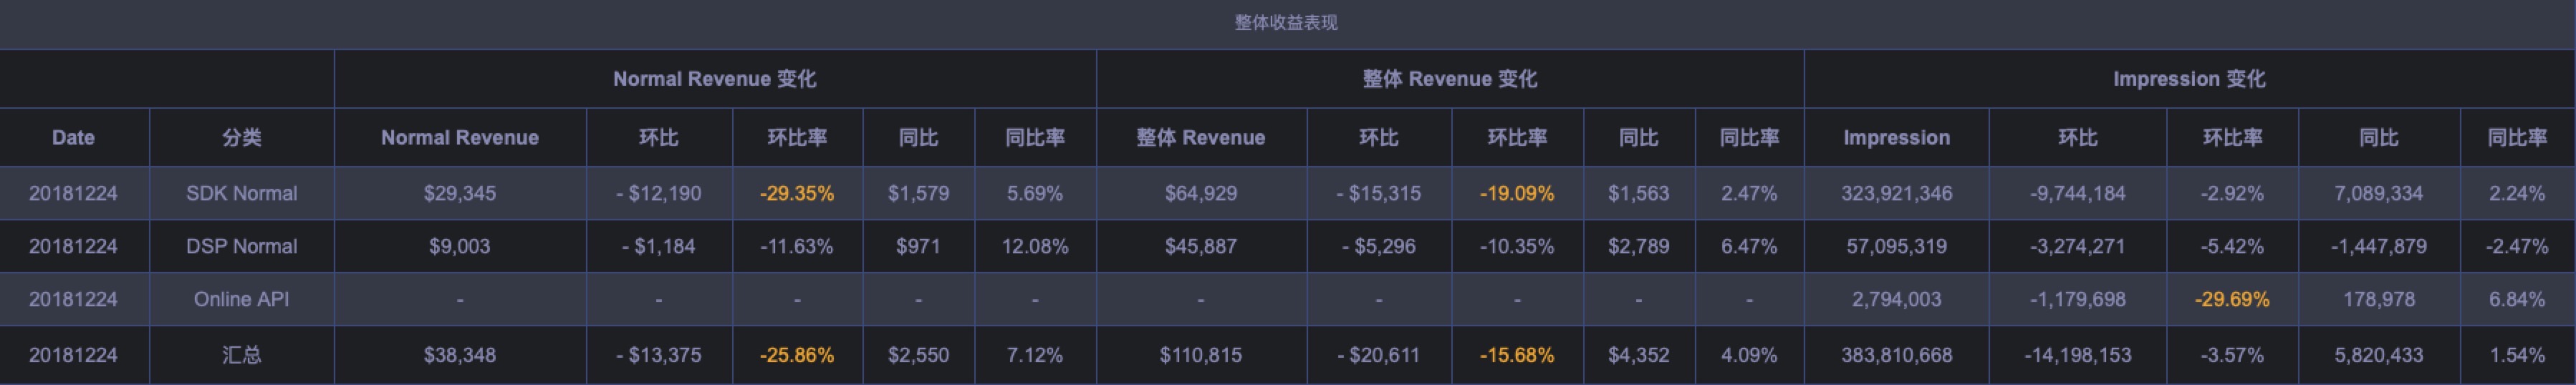 整体收益表现
Normal Revenue 变化 整体 Revenue 变化 Impression 变化
Date 分类 Normal Revenue 环比 环比率 同比 同比率 整体 Revenue 环比 环比率 同比 同比率 Impression 环比 环比率 同比 同比率
20181224 SDK Normal $29,345 - $12,190 -29.35% $1,579 5.69% $64,929 - $15,315 -19.09% $1,563 2.47% 323,921,346 -9,744,184 -2.92% 7,089,334 2.24%
20181224 DSP Normal $9,003 - $1,184 -11.63% $971 12.08% $45,887 - $5,296 -10.35% $2,789 6.47% 57,095,319 -3,274,271 -5.42% -1,447,879 -2.47%
20181224 Online API - - - - - - - - - - 2,794,003 -1,179,698 -29.69% 178,978 6.84%
20181224 汇总 $38,348 - $13,375 -25.86% $2,550 7.12% $110,815 - $20,611 -15.68% $4,352 4.09% 383,810,668 -14,198,153 -3.57% 5,820,433 1.54%